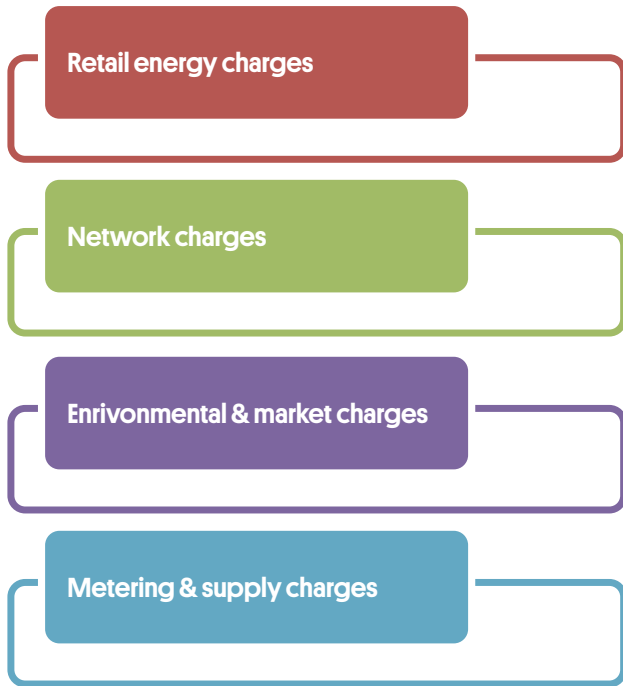 Retail energy charges
Network charges
Enrivonmental & market charges
Metering & supply charges